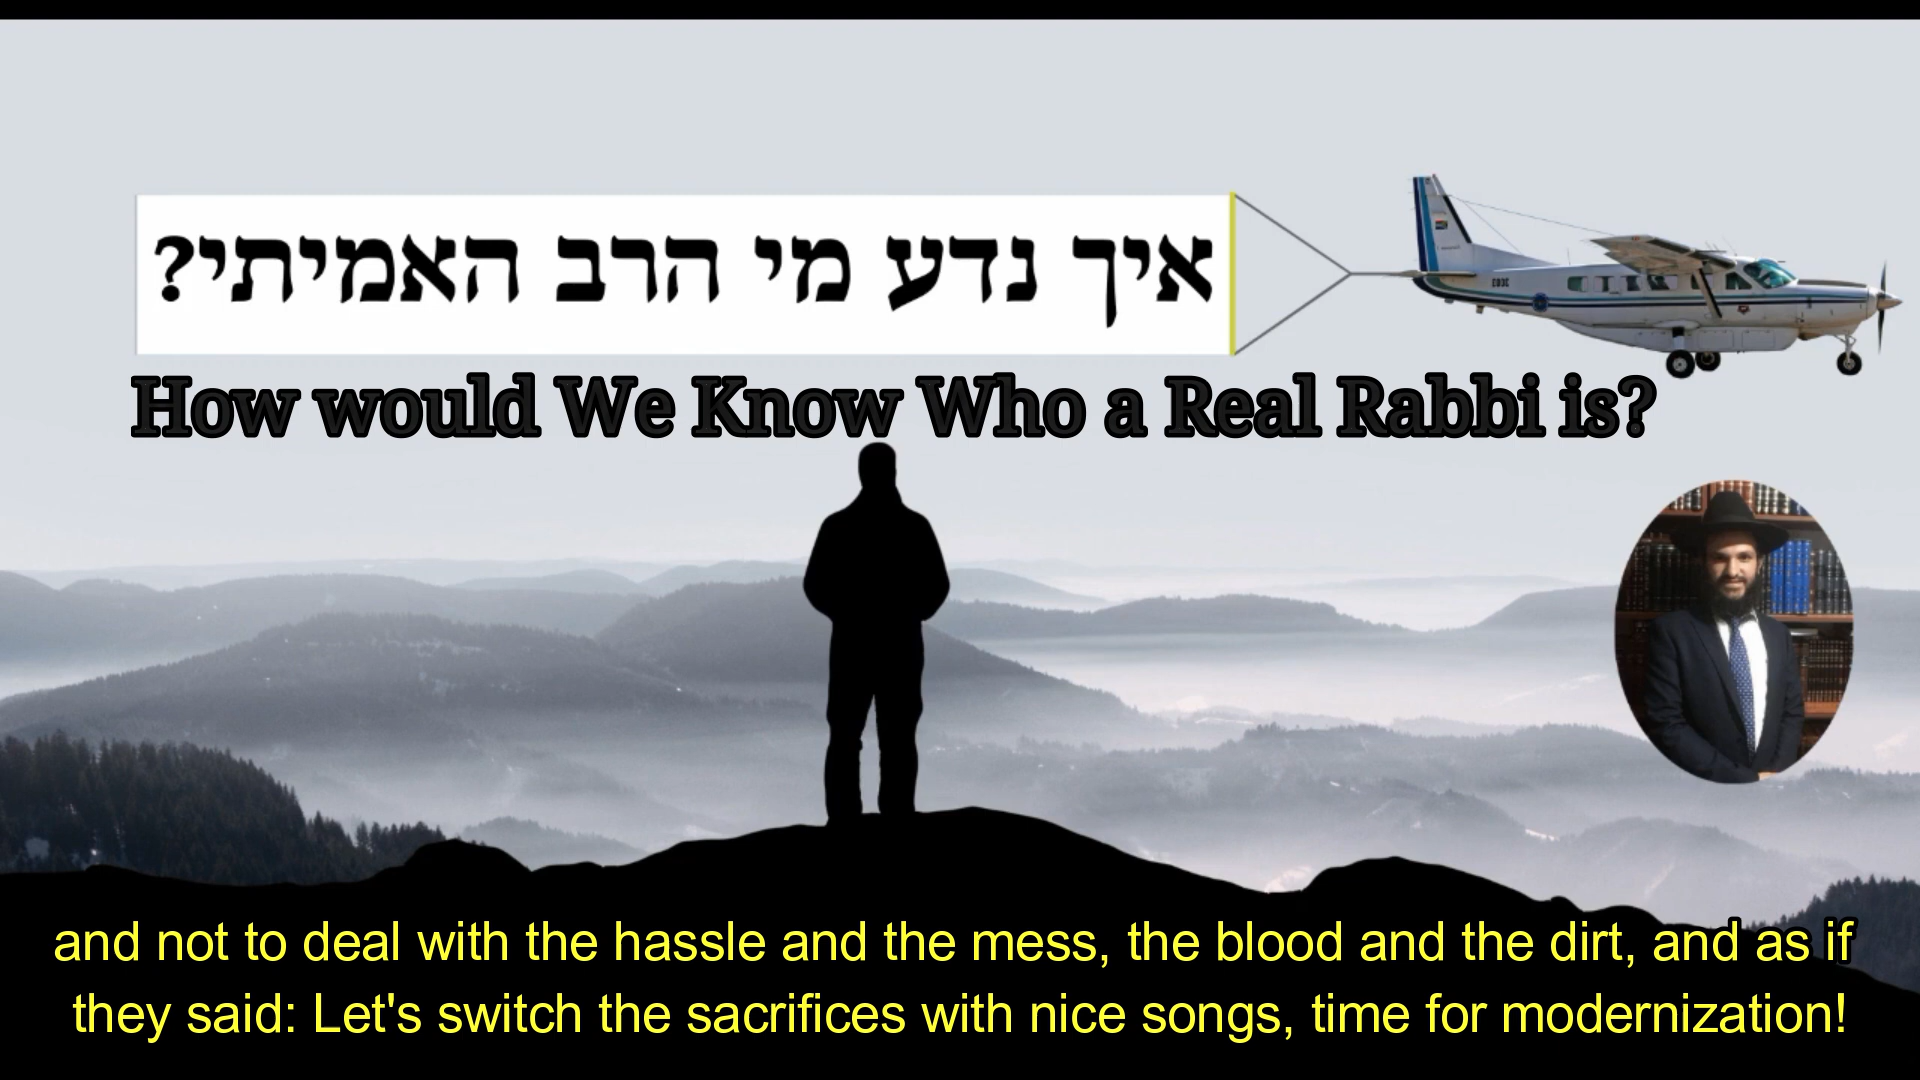 איך נדע מי הרב האמיתי?
How would We Know Who a Real Rabbi is?
and not to deal with the hassle and the mess, the blood and the dirt, and as if
they said: Let's switch the sacrifices with nice songs, time for modernization!